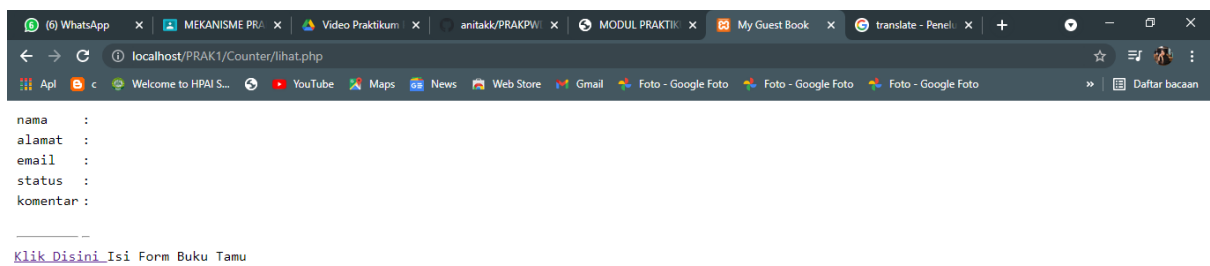 (6) WhatsApp MEKANISME PRA Video Praktikum anitakk/PRAKPW MODUL PRAKTIK My Guest Book translate - Penelu
localhost/PRAK1/Counter/lihat.php
Apl c Welcome to HPAI S... YouTube Maps News Web Store Gmail Foto - Google Foto Foto - Google Foto Foto - Google Foto » Daftar bacaan
nama :
alamat :
email :
status :
komentar :
Klik Disini Isi Form Buku Tamu